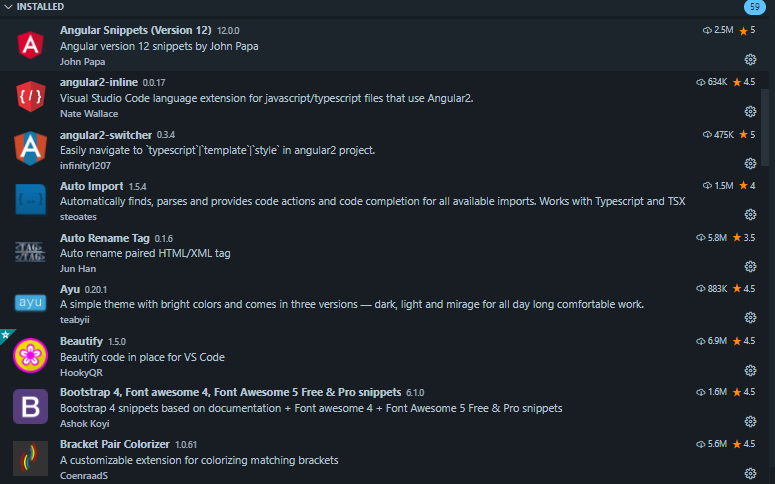 INSTALLED 59
Angular Snippets (Version 12) 12.0.0 2.5M 5
Angular version 12 snippets by John Papa
John Papa
angular2-inline 0.0.17 634K 4.5
Visual Studio Code language extension for javascript/typescript files that use Angular2.
Nate Wallace
angular2-switcher 0.3.4 475K 5
Easily navigate to `typescript`|`template`|`style` in angular2 project.
infinity1207
Auto Import 1.5.4 1.5M 4
Automatically finds, parses and provides code actions and code completion for all available imports. Works with Typescript and TSX
steoates
Auto Rename Tag 0.1.6 5.8M 3.5
Auto rename paired HTML/XML tag
Jun Han
Ayu 0.20.1 883K 4.5
A simple theme with bright colors and comes in three versions — dark, light and mirage for all day long comfortable work.
teabyii
Beautify 1.5.0 6.9M 4.5
Beautify code in place for VS Code
HookyQR
Bootstrap 4, Font awesome 4, Font Awesome 5 Free & Pro snippets 6.1.0 1.6M 4.5
Bootstrap 4 snippets based on documentation + Font awesome 4 + Font Awesome 5 Free & Pro snippets
Ashok Koyi
Bracket Pair Colorizer 1.0.61 5.6M 4.5
A customizable extension for colorizing matching brackets
CoenraadS